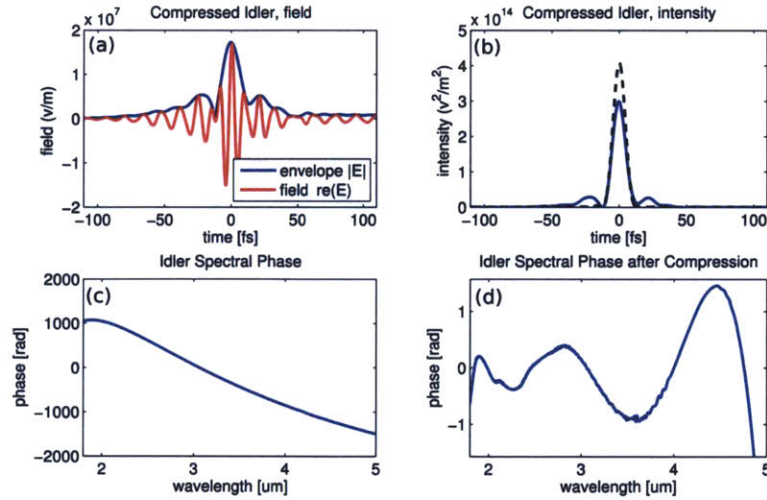 Compressed Idler, field
x 10^7
(a)
2
1
0
-1
-2
field (v/m)
envelope |E|
field re(E)
-100 -50 0 50 100
time [fs]
Compressed Idler, intensity
x 10^14
(b)
5
4
3
2
1
0
intensity (v²/m²)
-100 -50 0 50 100
time [fs]
Idler Spectral Phase
(c)
2000
1000
0
-1000
-2000
phase [rad]
2 3 4 5
wavelength [um]
Idler Spectral Phase after Compression
(d)
1
0
-1
phase [rad]
2 3 4 5
wavelength [um]